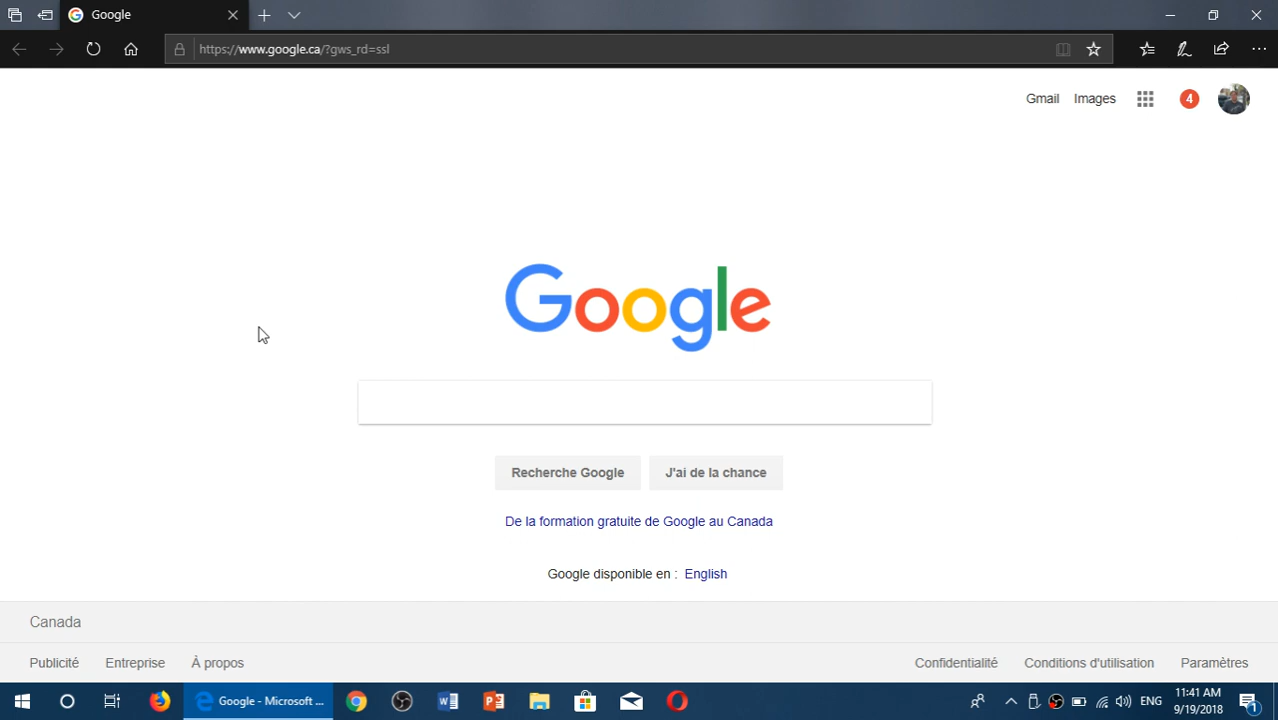 Google
https://www.google.ca/?gws_rd=ssl
Gmail Images 4
Google
Recherche Google J'ai de la chance
De la formation gratuite de Google au Canada
Google disponible en : English
Canada
Publicité Entreprise À propos Confidentialité Conditions d'utilisation Paramètres
Google - Microsoft ... ENG 11:41 AM
9/19/2018 1